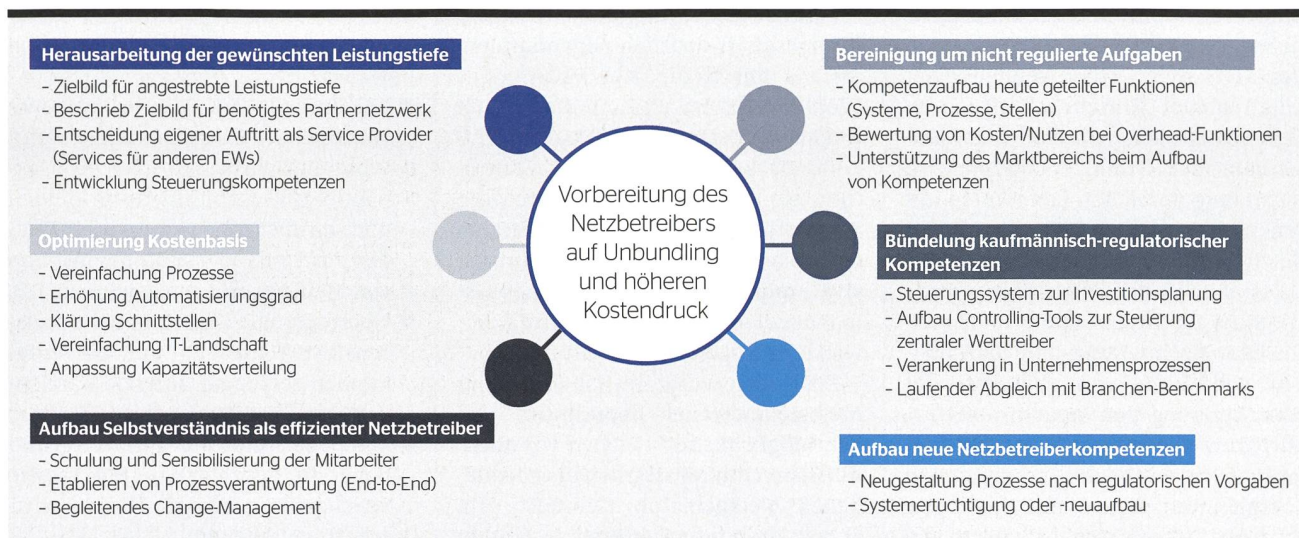 Herausarbeitung der gewünschten Leistungstiefe
- Zielbild für angestrebte Leistungstiefe
- Beschrieb Zielbild für benötigtes Partnernetzwerk
- Entscheidung eigener Auftritt als Service Provider
(Services für anderen EWs)
- Entwicklung Steuerungskompetenzen
Optimierung Kostenbasis
- Vereinfachung Prozesse
- Erhöhung Automatisierungsgrad
- Klärung Schnittstellen
- Vereinfachung IT-Landschaft
- Anpassung Kapazitätsverteilung
Aufbau Selbstverständnis als effizienter Netzbetreiber
- Schulung und Sensibilisierung der Mitarbeiter
- Etablieren von Prozessverantwortung (End-to-End)
- Begleitendes Change-Management
Vorbereitung des
Netzbetreibers
auf Unbundling
und höheren
Kostendruck
Bereinigung um nicht regulierte Aufgaben
- Kompetenzaufbau heute geteilter Funktionen
(Systeme, Prozesse, Stellen)
- Bewertung von Kosten/Nutzen bei Overhead-Funktionen
- Unterstützung des Marktbereichs beim Aufbau
von Kompetenzen
Bündelung kaufmännisch-regulatorischer
Kompetenzen
- Steuerungssystem zur Investitionsplanung
- Aufbau Controlling-Tools zur Steuerung
zentraler Werttreiber
- Verankerung in Unternehmensprozessen
- Laufender Abgleich mit Branchen-Benchmarks
Aufbau neue Netzbetreiberkompetenzen
- Neugestaltung Prozesse nach regulatorischen Vorgaben
- Systemertüchtigung oder -neuaufbau